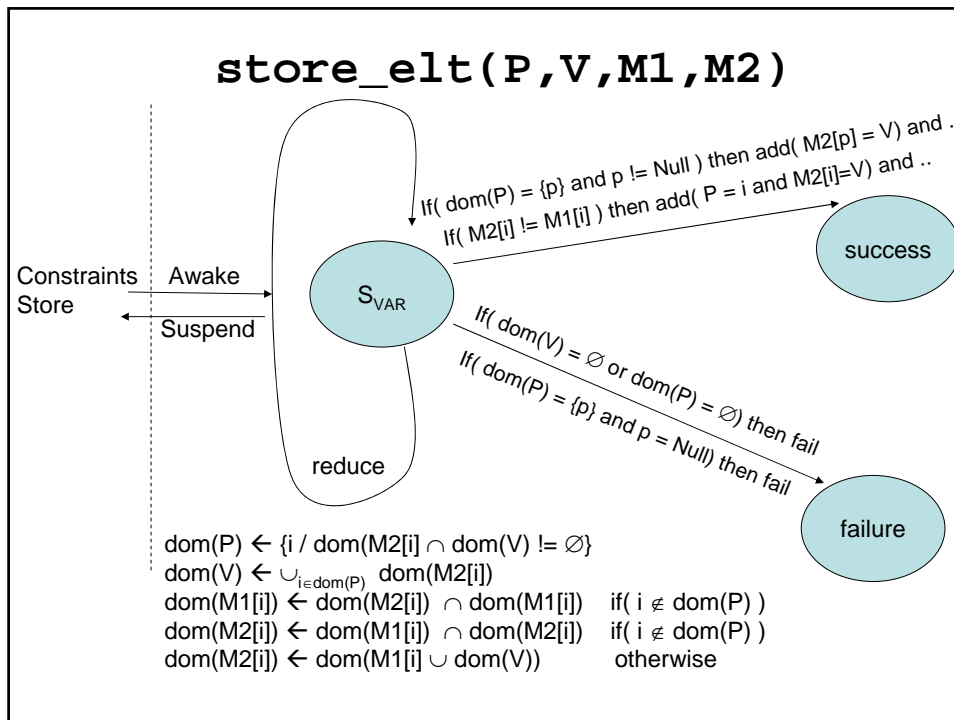 store_elt(P,V,M1,M2)
If( dom(P) = {p} and p != Null ) then add( M2[p] = V) and ..
If( M2[i] != M1[i] ) then add( P = i and M2[i]=V) and ..
success
Constraints
Store
Awake
Suspend
S_VAR
If( dom(V) = ∅ or dom(P) = ∅) then fail
If( dom(P) = {p} and p = Null) then fail
reduce
failure
dom(P) ← {i / dom(M2[i] ∩ dom(V) != ∅}
dom(V) ← ∪i∈dom(P) dom(M2[i])
dom(M1[i]) ← dom(M2[i]) ∩ dom(M1[i]) if( i ∉ dom(P) )
dom(M2[i]) ← dom(M1[i]) ∩ dom(M2[i]) if( i ∉ dom(P) )
dom(M2[i]) ← dom(M1[i] ∪ dom(V)) otherwise